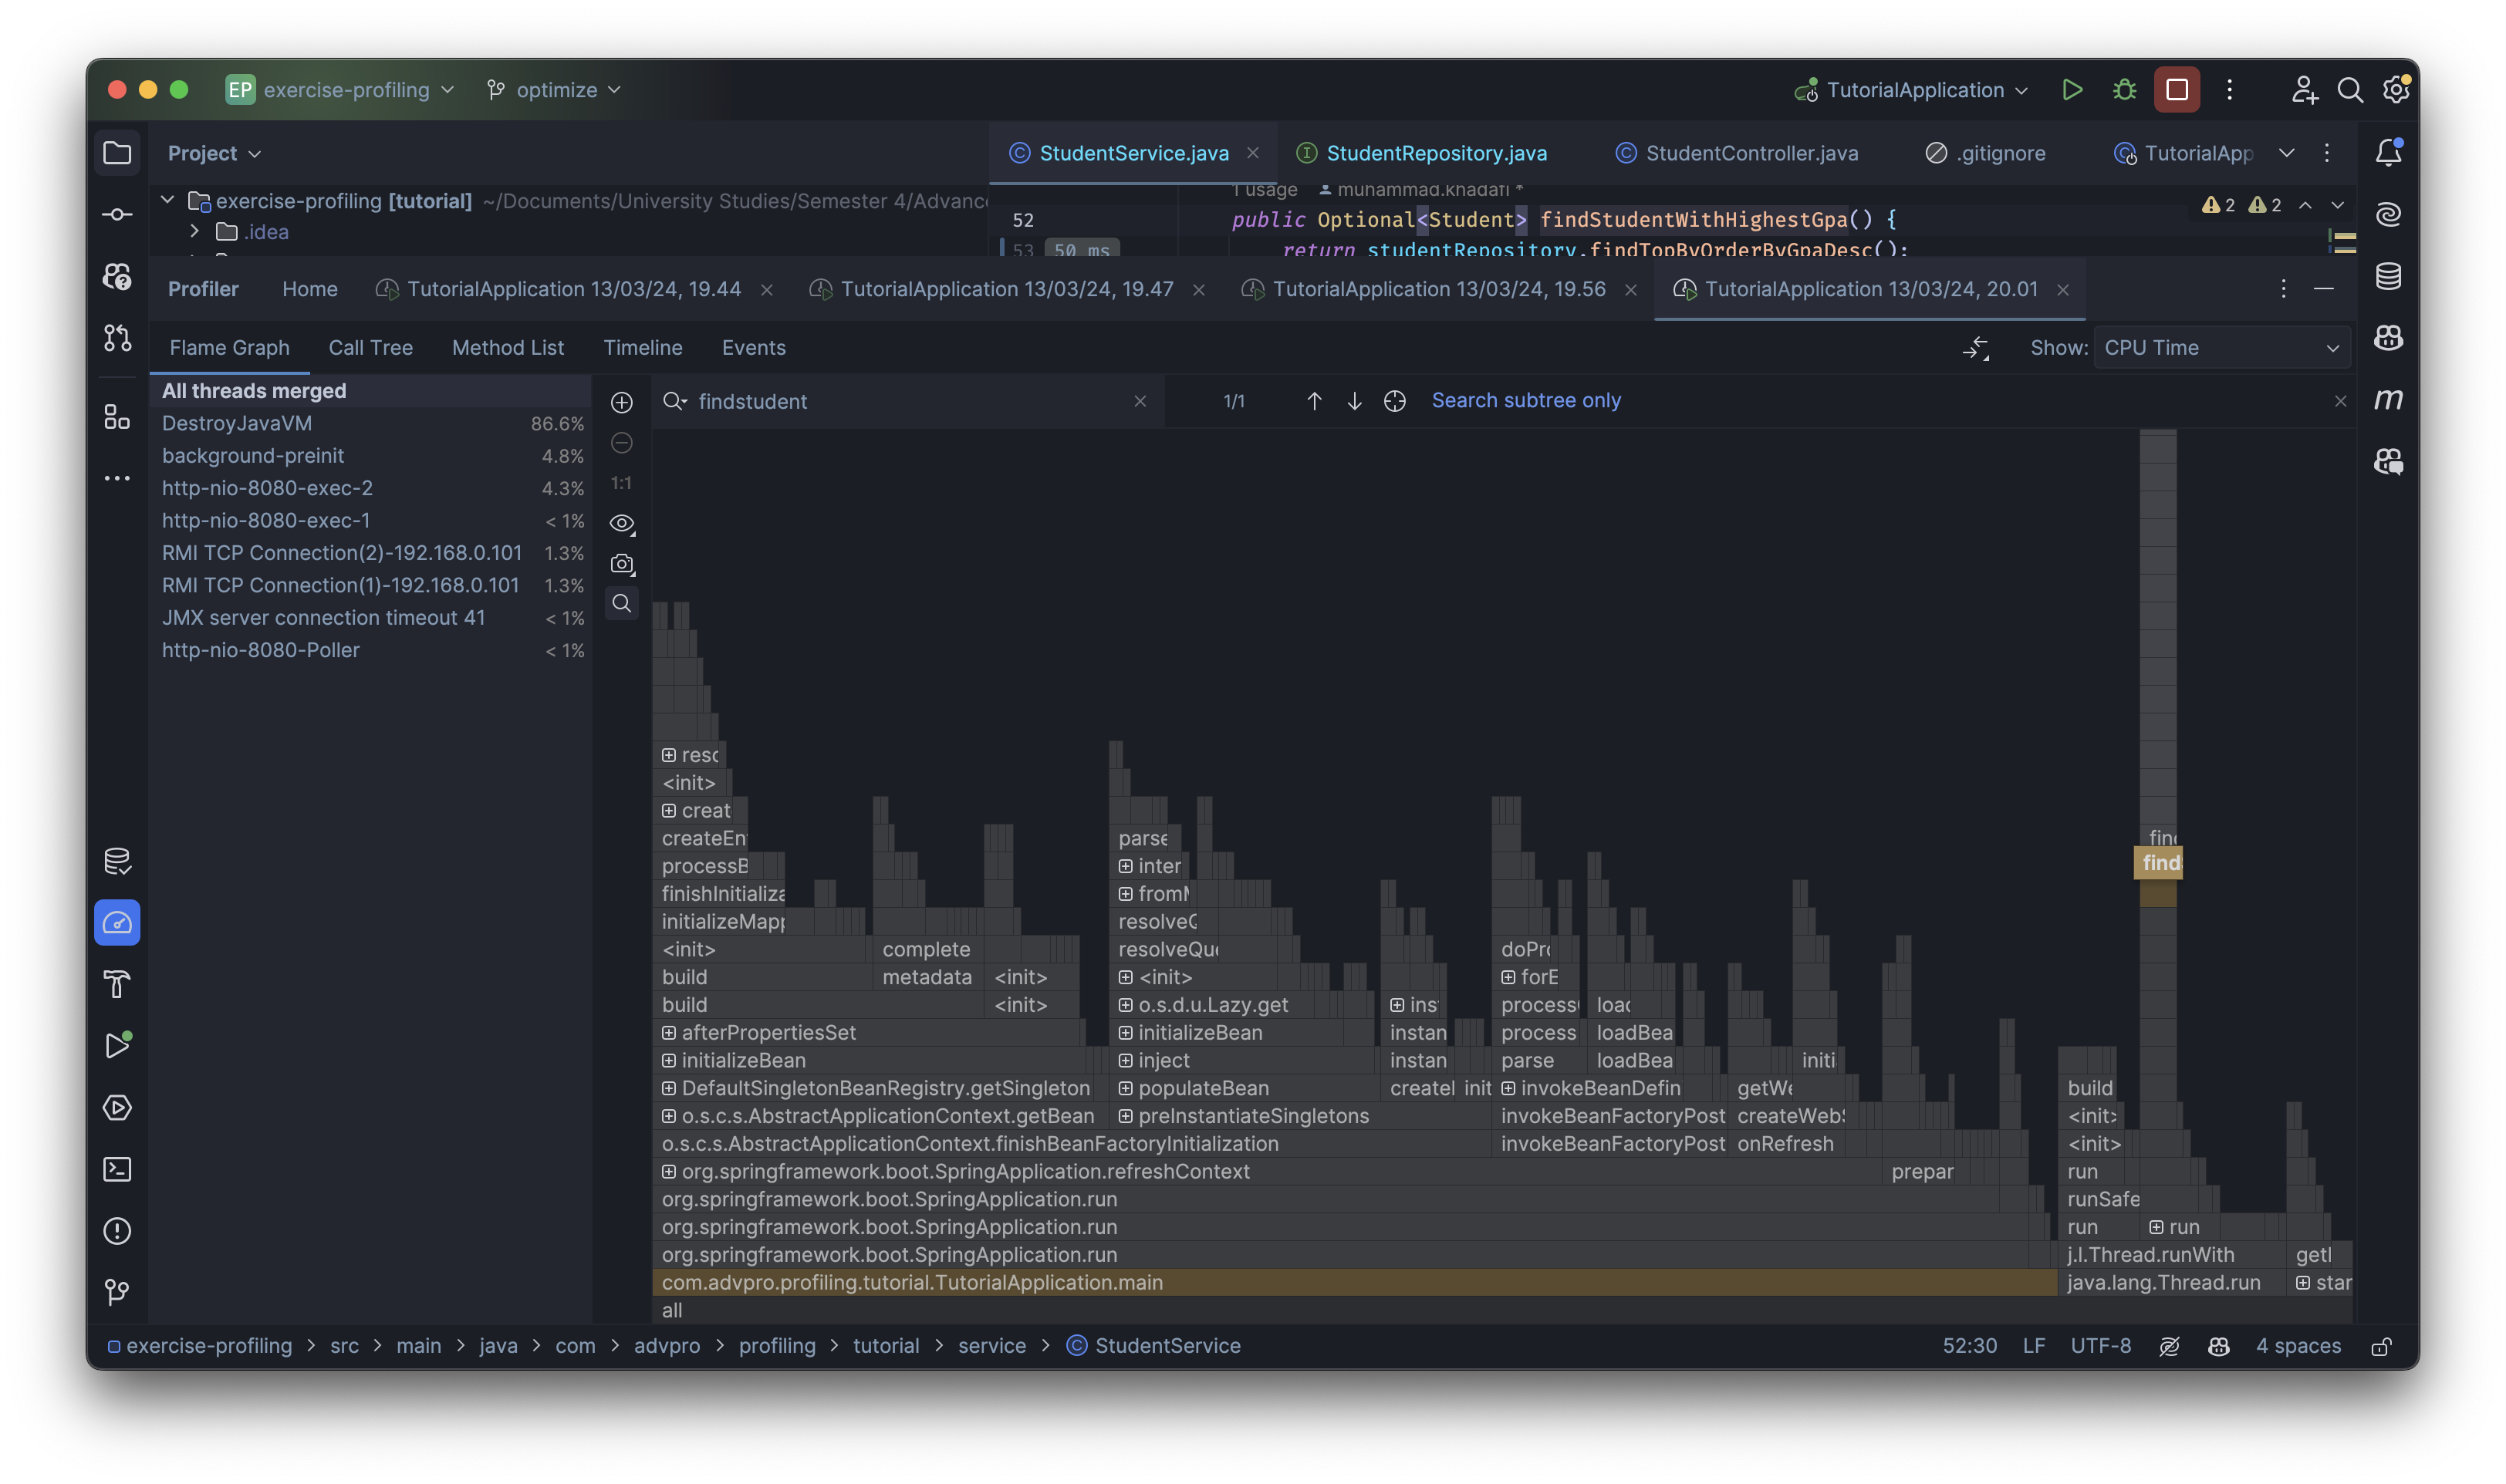 EP exercise-profiling optimize TutorialApplication
Project StudentService.java StudentRepository.java StudentController.java .gitignore TutorialApp
exercise-profiling [tutorial] ~/Documents/University Studies/Semester 4/Advanc
1 usage muhammad.khadafi *
52 public Optional<Student> findStudentWithHighestGpa() { 2 2
.idea
53 50 ms return studentRepository.findTopByOrderByGpaDesc();
Profiler Home TutorialApplication 13/03/24, 19.44 TutorialApplication 13/03/24, 19.47 TutorialApplication 13/03/24, 19.56 TutorialApplication 13/03/24, 20.01
Flame Graph Call Tree Method List Timeline Events Show: CPU Time
All threads merged
DestroyJavaVM 86.6%
background-preinit 4.8%
http-nio-8080-exec-2 4.3%
http-nio-8080-exec-1 < 1%
RMI TCP Connection(2)-192.168.0.101 1.3%
RMI TCP Connection(1)-192.168.0.101 1.3%
JMX server connection timeout 41 < 1%
http-nio-8080-Poller < 1%
1:1
findstudent 1/1 Search subtree only
m
reso
<init>
creat
createEn parse find
processB inter find
finishInitializa fromM
initializeMapp resolveQ
<init> complete resolveQue doPro
build metadata <init> <init> forE
build <init> o.s.d.u.Lazy.get ins process load
afterPropertiesSet initializeBean instan process loadBea
initializeBean inject instan parse loadBea initi
DefaultSingletonBeanRegistry.getSingleton populateBean createl init invokeBeanDefin getWe build
o.s.c.s.AbstractApplicationContext.getBean preInstantiateSingletons invokeBeanFactoryPost createWebS <init>
o.s.c.s.AbstractApplicationContext.finishBeanFactoryInitialization invokeBeanFactoryPost onRefresh <init>
org.springframework.boot.SpringApplication.refreshContext prepar run
org.springframework.boot.SpringApplication.run runSafe
org.springframework.boot.SpringApplication.run run run
org.springframework.boot.SpringApplication.run j.l.Thread.runWith getI
com.advpro.profiling.tutorial.TutorialApplication.main java.lang.Thread.run star
all
exercise-profiling > src > main > java > com > advpro > profiling > tutorial > service > StudentService 52:30 LF UTF-8 4 spaces